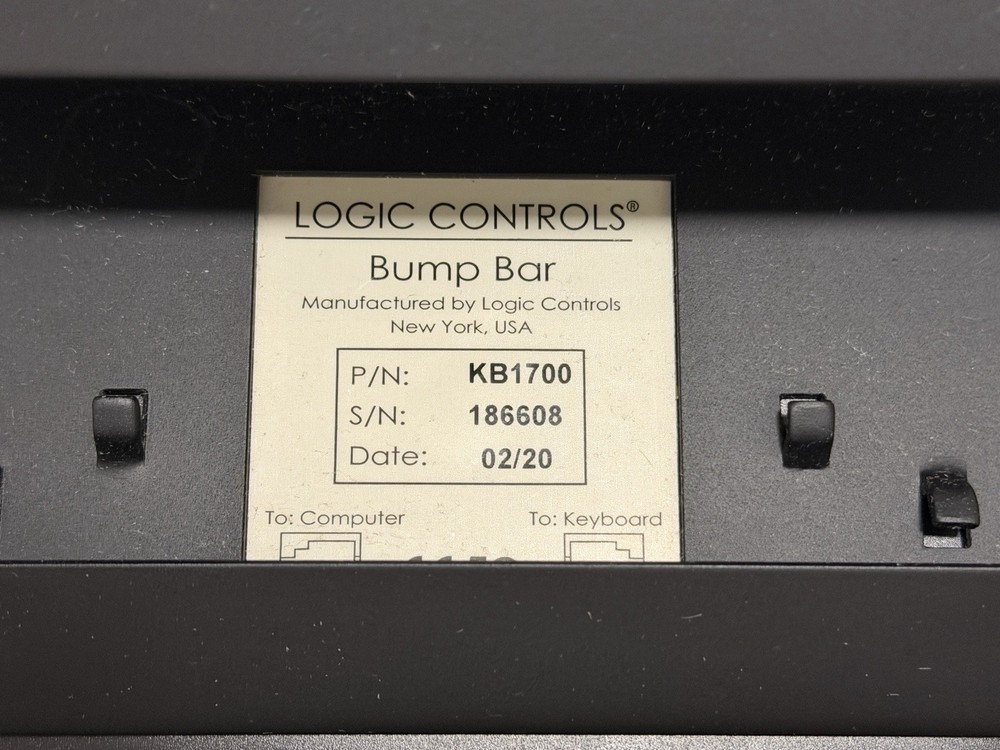 LOGIC CONTROLS®
Bump Bar
Manufactured by Logic Controls
New York, USA
P/N: KB1700
S/N: 186608
Date: 02/20
To: Computer To: Keyboard